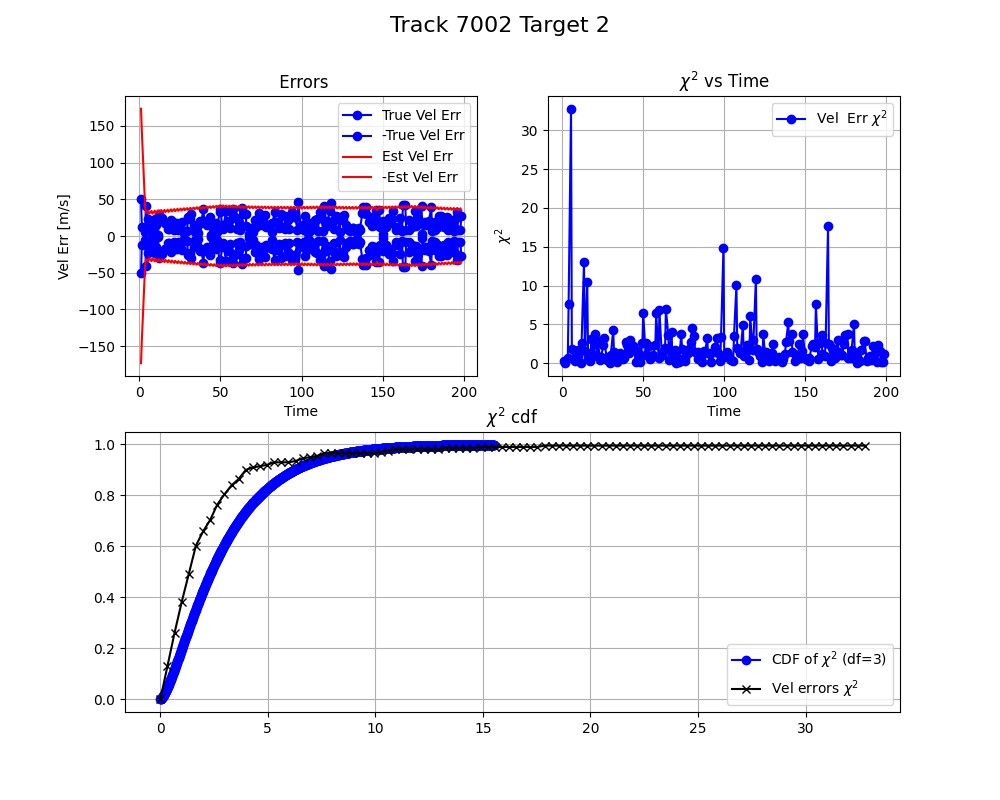 Track 7002 Target 2
Errors
True Vel Err
-True Vel Err
Est Vel Err
-Est Vel Err
150
100
50
0
−50
−100
−150
Vel Err [m/s]
0 50 100 150 200
Time
χ² vs Time
Vel Err χ²
30
25
20
15
10
5
0
χ²
0 50 100 150 200
Time
χ² cdf
1.0
0.8
0.6
0.4
0.2
0.0
CDF of χ² (df=3)
Vel errors χ²
0 5 10 15 20 25 30